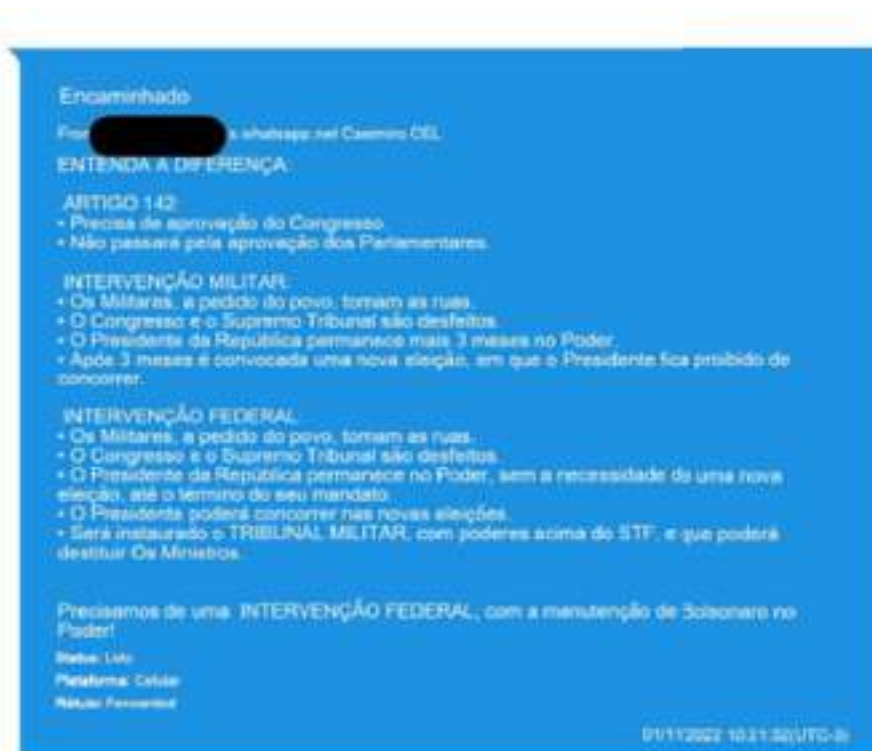 Encaminhado
From whatsapp.net Casimiro CEL
ENTENDA A DIFERENÇA:
ARTIGO 142:
• Precisa de aprovação do Congresso.
• Não passará pela aprovação dos Parlamentares.
INTERVENÇÃO MILITAR:
• Os Militares, a pedido do povo, tomam as ruas.
• O Congresso e o Supremo Tribunal são desfeitos.
• O Presidente da República permanece mais 3 meses no Poder.
• Após 3 meses é convocada uma nova eleição, em que o Presidente fica proibido de
concorrer.
INTERVENÇÃO FEDERAL:
• Os Militares, a pedido do povo, tomam as ruas.
• O Congresso e o Supremo Tribunal são desfeitos.
• O Presidente da República permanece no Poder, sem a necessidade de uma nova
eleição, até o término do seu mandato.
• O Presidente poderá concorrer nas novas eleições.
• Será instaurado o TRIBUNAL MILITAR, com poderes acima do STF, e que poderá
destituir Os Ministros.
Precisamos de uma INTERVENÇÃO FEDERAL, com a manutenção de Bolsonaro no
Poder!
Status: Lido
Plataforma: Celular
Rótulo:
01/11/2022 10:21:52(UTC-3)